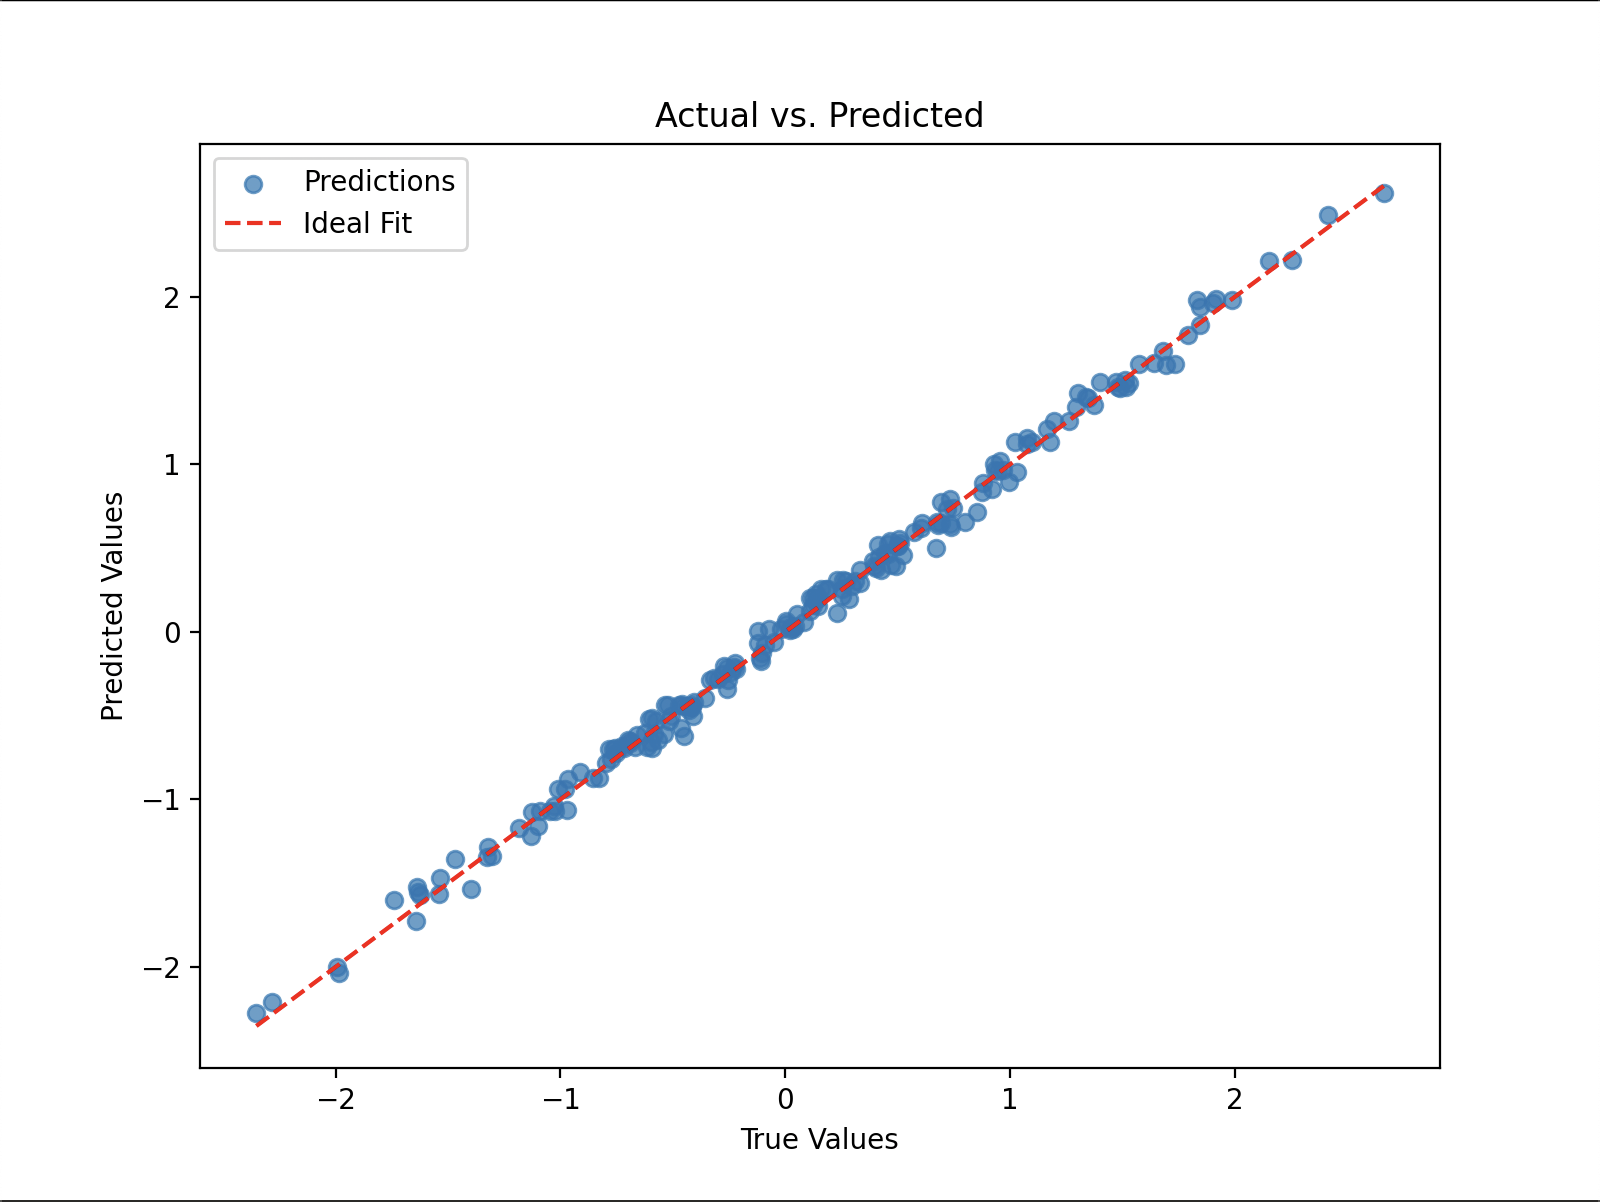 Actual vs. Predicted
Predictions
Ideal Fit
2
1
0
−1
−2
Predicted Values
−2
−1
0
1
2
True Values